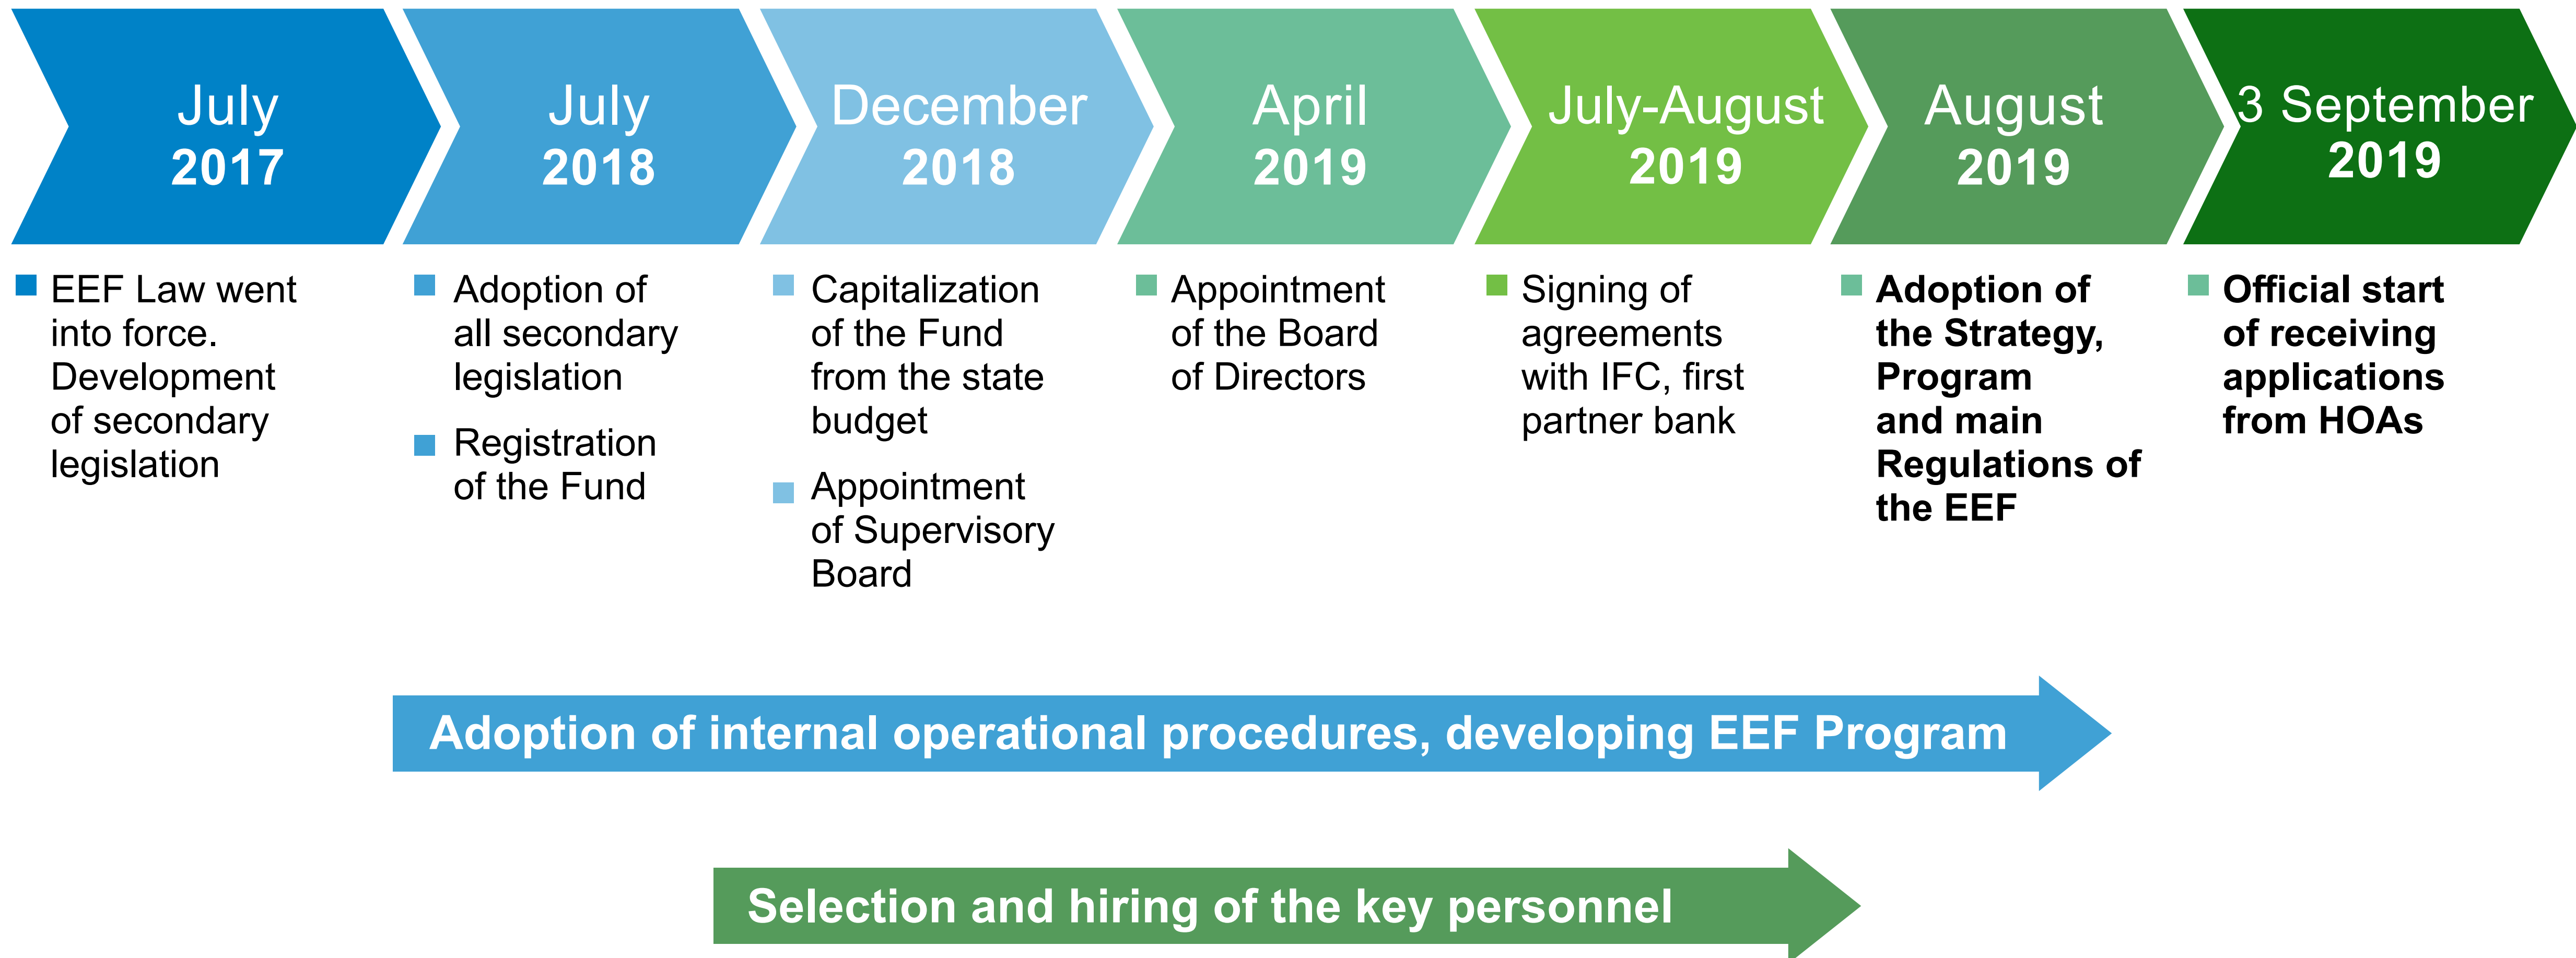 July
2017
July
2018
December
2018
April
2019
July-August
2019
August
2019
3 September
2019
EEF Law went
into force.
Development
of secondary
legislation
Adoption of
all secondary
legislation
Registration
of the Fund
Capitalization
of the Fund
from the state
budget
Appointment
of Supervisory
Board
Appointment
of the Board
of Directors
Signing of
agreements
with IFC, first
partner bank
Adoption of
the Strategy,
Program
and main
Regulations of
the EEF
Official start
of receiving
applications
from HOAs
Adoption of internal operational procedures, developing EEF Program
Selection and hiring of the key personnel